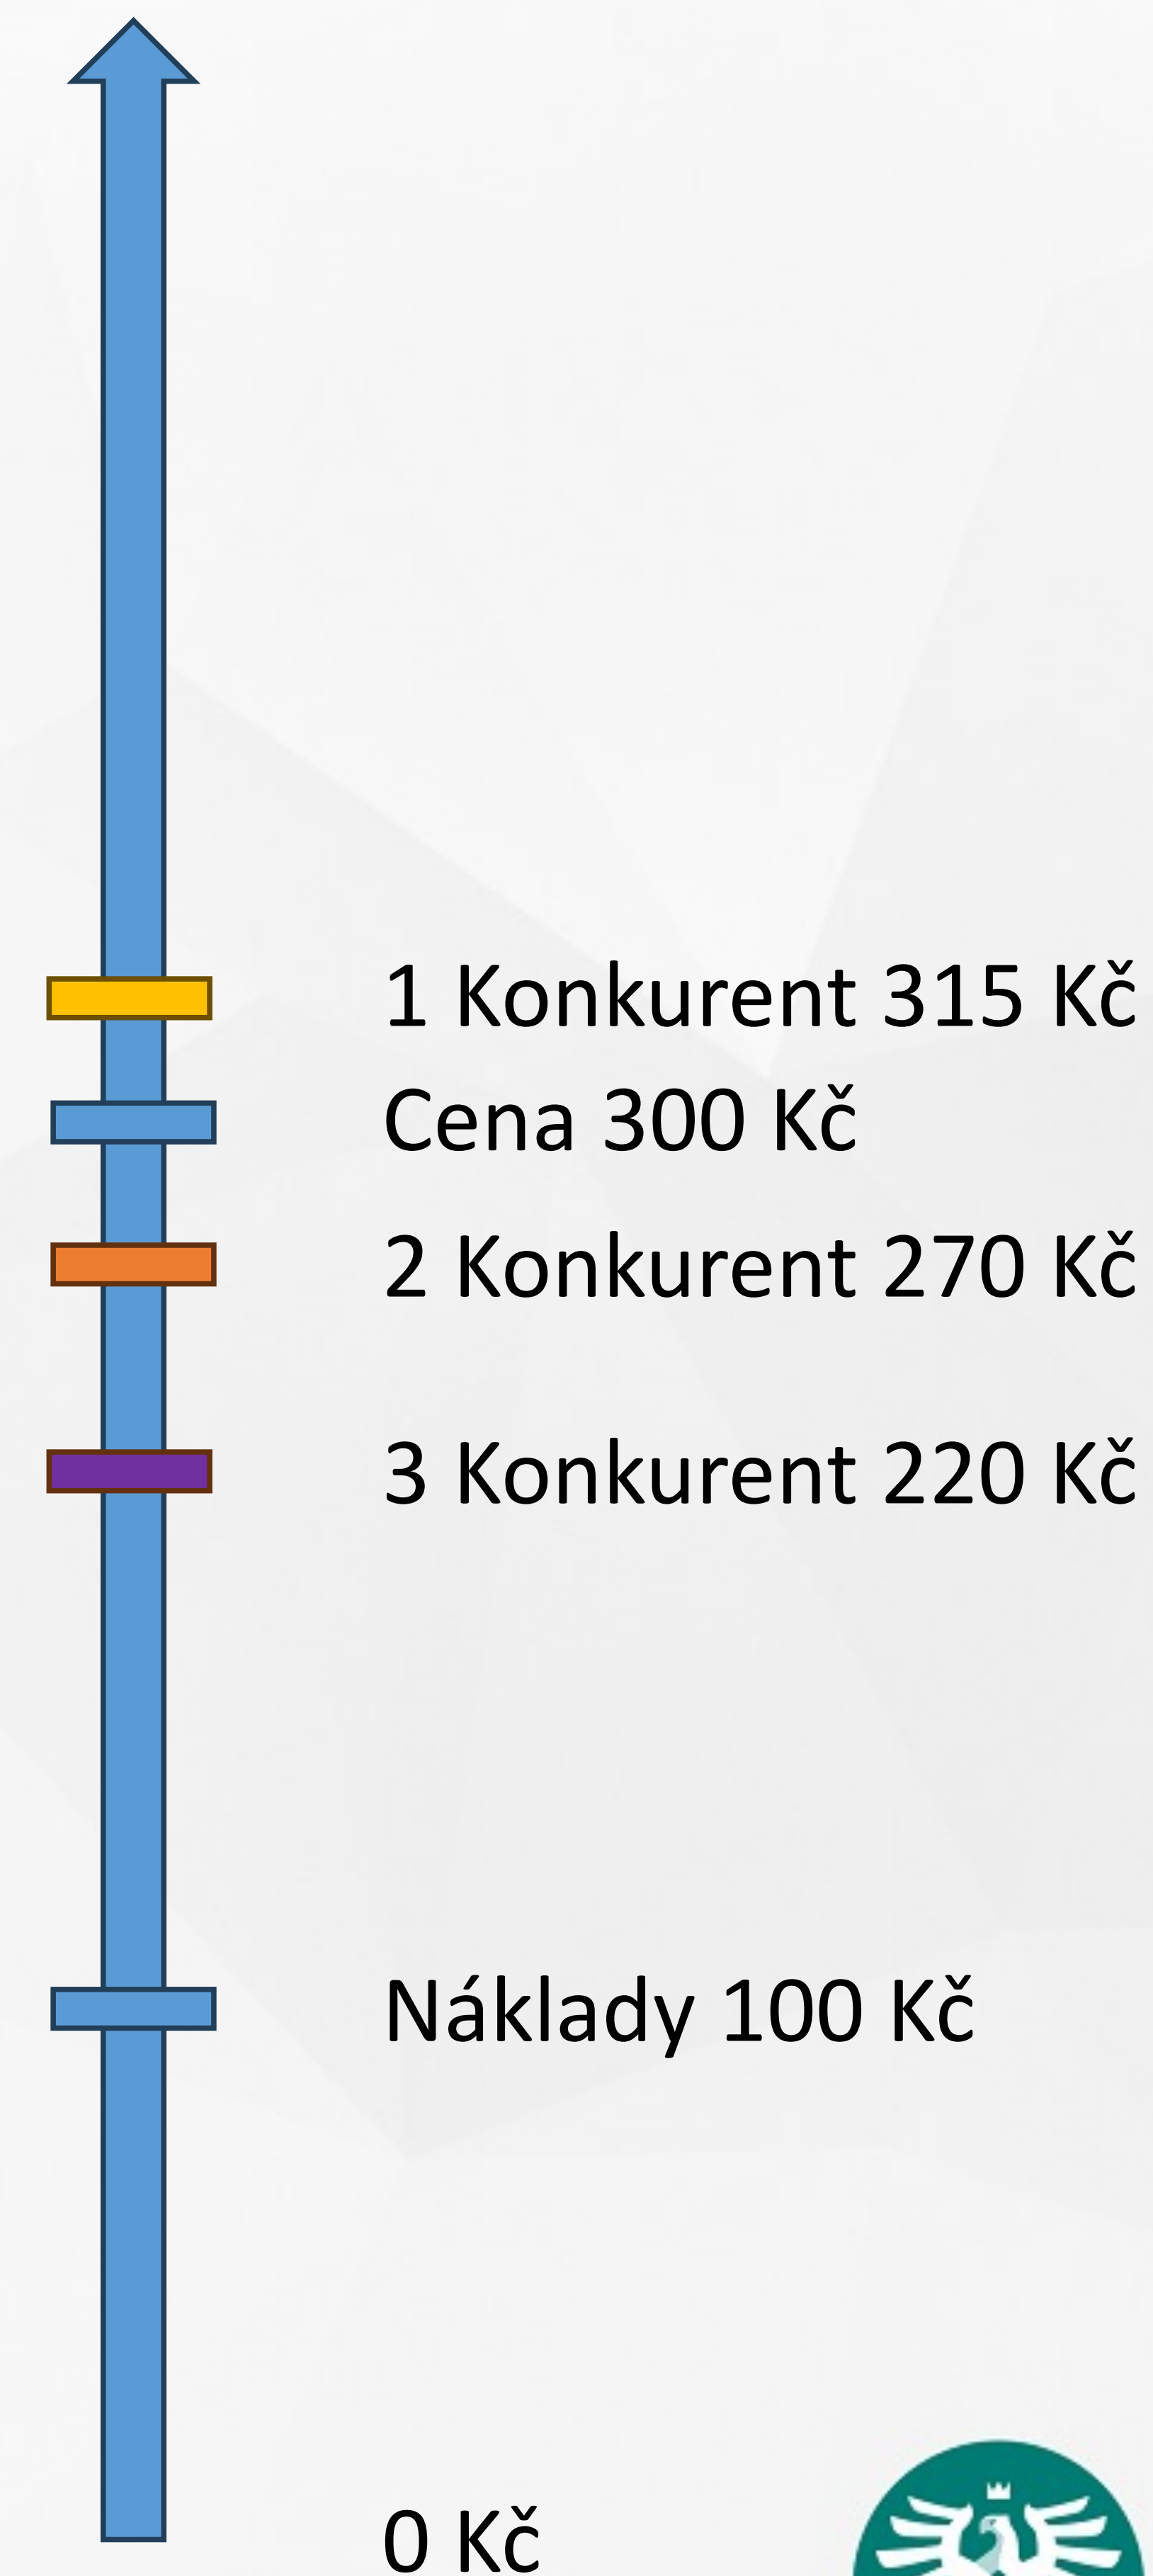 1 Konkurent 315 Kč
Cena 300 Kč
2 Konkurent 270 Kč
3 Konkurent 220 Kč
Náklady 100 Kč
0 Kč